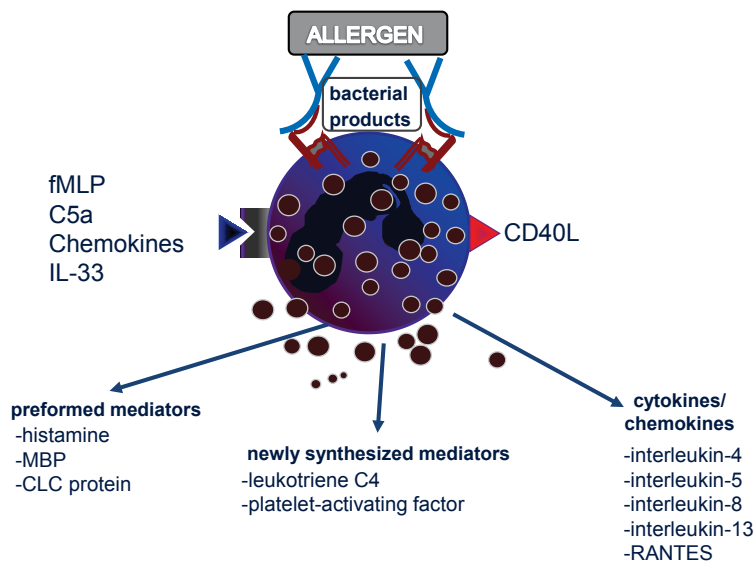 ALLERGEN
bacterial
products
fMLP
C5a
Chemokines
IL-33
CD40L
preformed mediators
-histamine
-MBP
-CLC protein
newly synthesized mediators
-leukotriene C4
-platelet-activating factor
cytokines/
chemokines
-interleukin-4
-interleukin-5
-interleukin-8
-interleukin-13
-RANTES